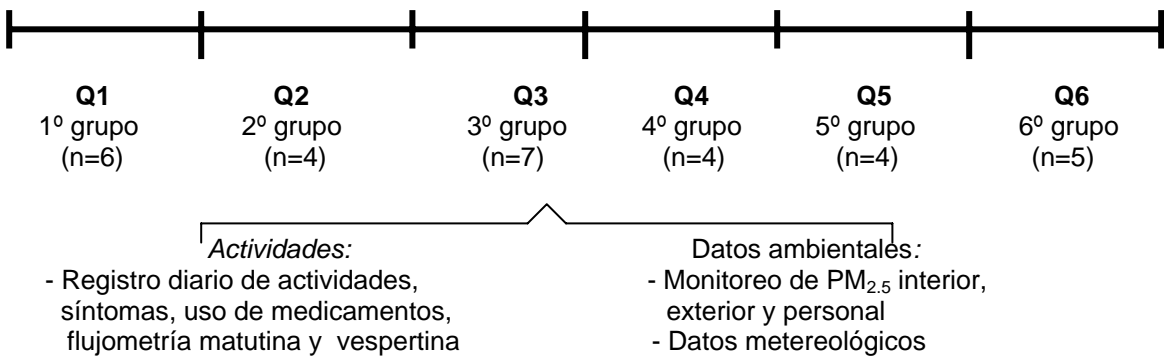 Q1 Q2 Q3 Q4 Q5 Q6
1º grupo 2º grupo 3º grupo 4º grupo 5º grupo 6º grupo
(n=6) (n=4) (n=7) (n=4) (n=4) (n=5)
Actividades:
- Registro diario de actividades,
síntomas, uso de medicamentos,
flujometría matutina y vespertina
Datos ambientales:
- Monitoreo de PM2.5 interior,
exterior y personal
- Datos metereológicos